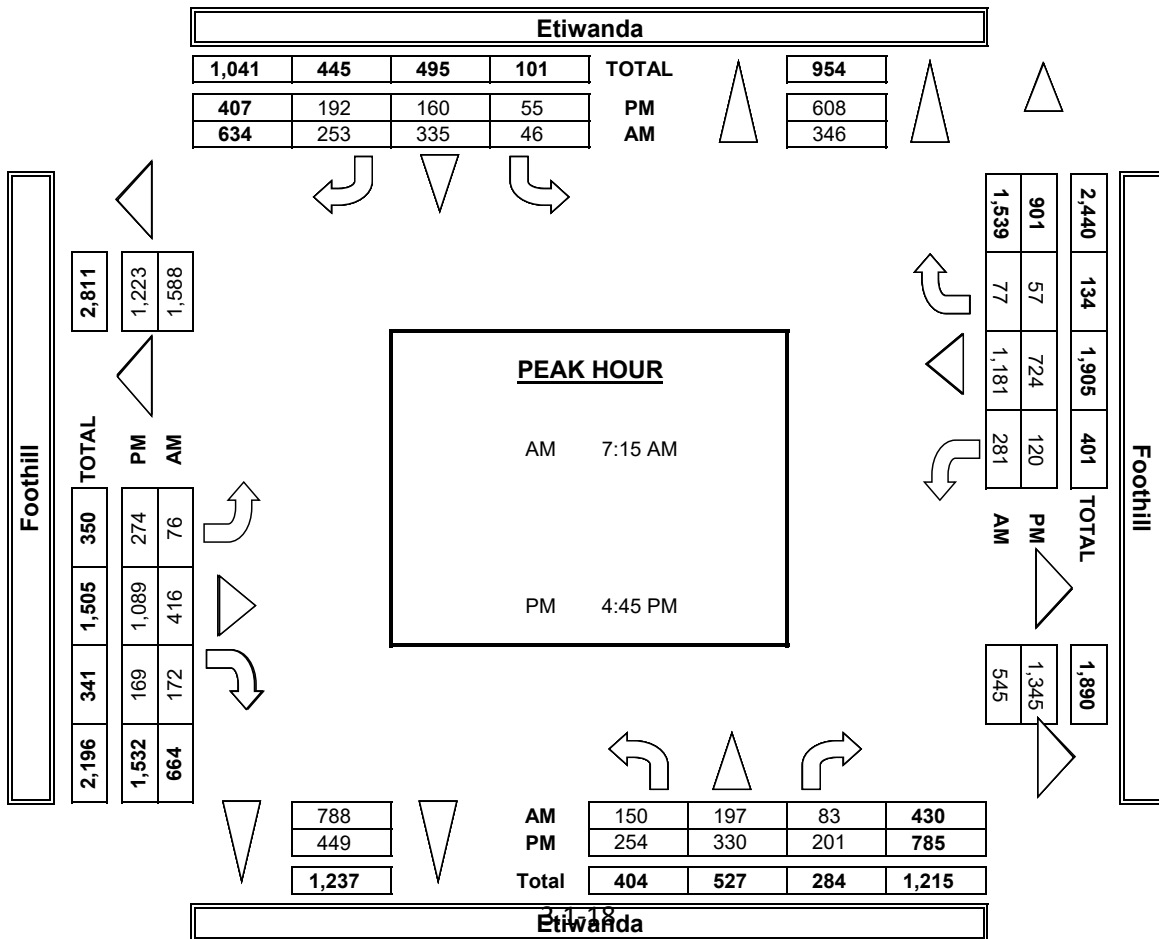 Etiwanda
1,041 445 495 101 TOTAL 954
407 192 160 55 PM 608
634 253 335 46 AM 346
Foothill
2,811
1,223
1,588
TOTAL
PM
AM
350 1,505 341 2,196
274 1,089 169 1,532
76 416 172 664
PEAK HOUR
AM 7:15 AM
PM 4:45 PM
2,440 134 1,905 401 TOTAL
901 57 724 120 PM
1,539 77 1,181 281 AM
1,890
1,345
545
Foothill
788 AM 150 197 83 430
449 PM 254 330 201 785
1,237 Total 404 527 284 1,215
Etiwanda
3.1-18